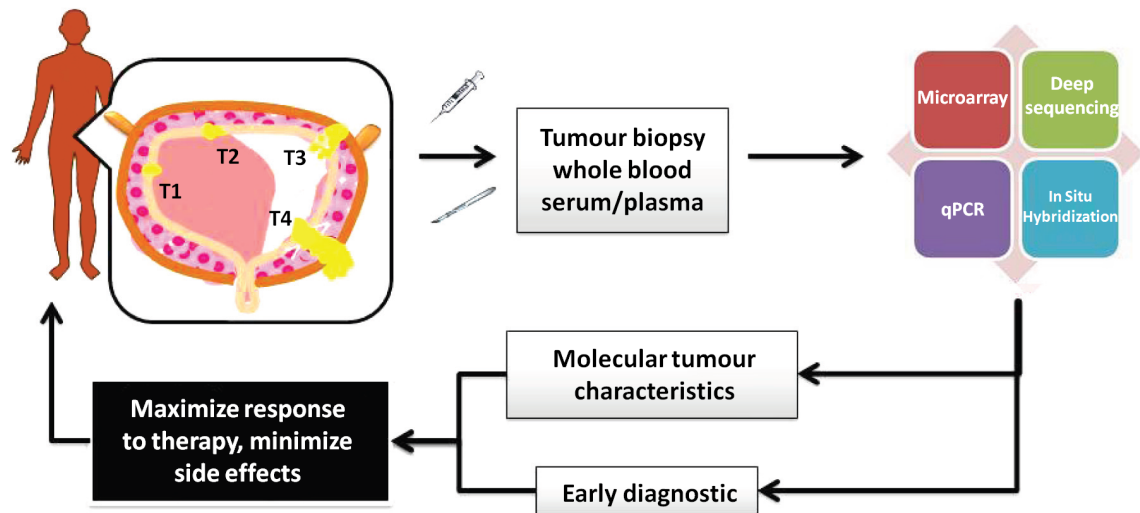 T1
T2
T3
T4
Tumour biopsy
whole blood
serum/plasma
Microarray
Deep
sequencing
qPCR
In Situ
Hybridization
Molecular tumour
characteristics
Early diagnostic
Maximize response
to therapy, minimize
side effects